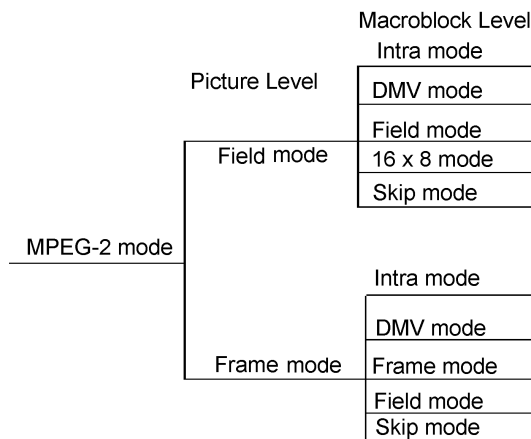 Macroblock Level
Intra mode
Picture Level
DMV mode
Field mode
Field mode
16 x 8 mode
Skip mode
MPEG-2 mode
Intra mode
DMV mode
Frame mode
Frame mode
Field mode
Skip mode